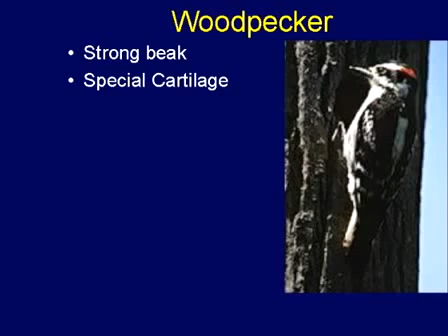 Woodpecker
• Strong beak
• Special Cartilage